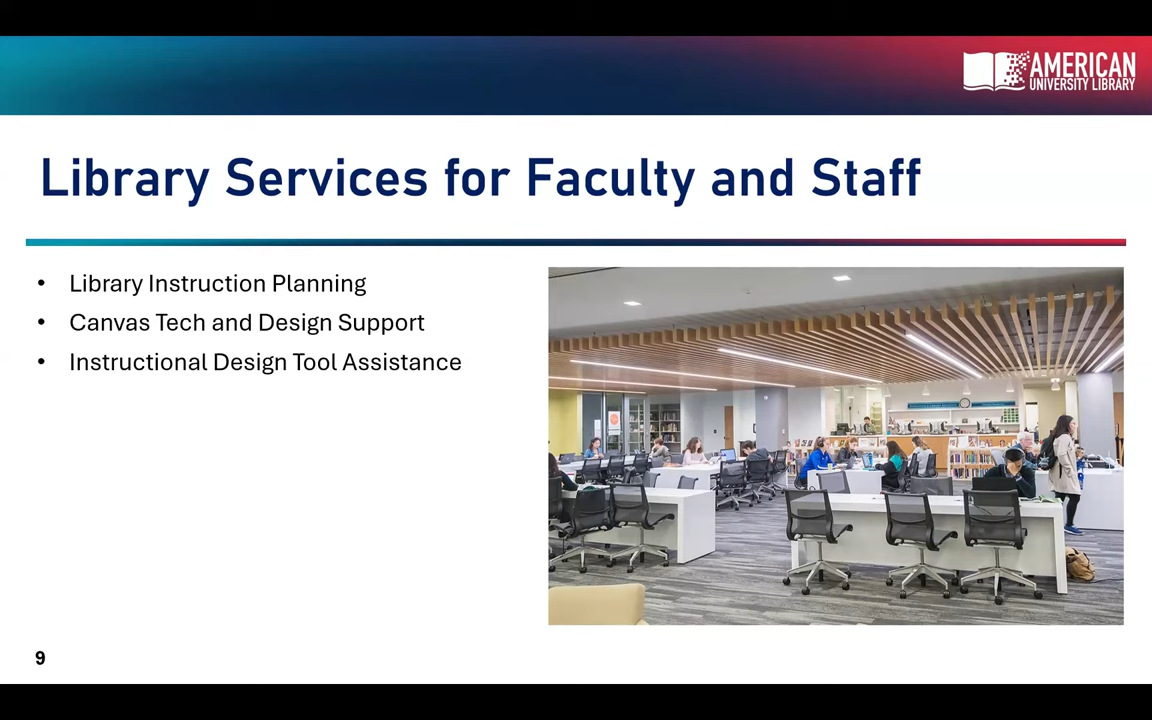 AMERICAN
UNIVERSITY LIBRARY
Library Services for Faculty and Staff
• Library Instruction Planning
• Canvas Tech and Design Support
• Instructional Design Tool Assistance
9